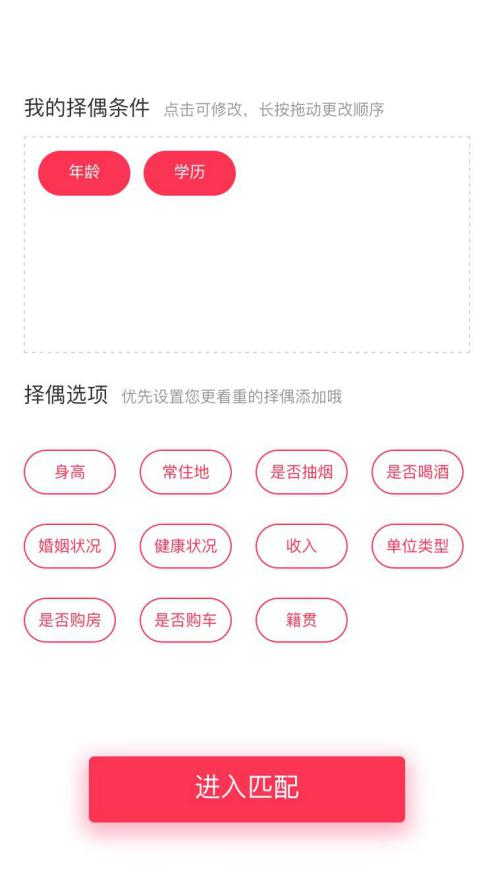 我的择偶条件 点击可修改，长按拖动更改顺序
年龄 学历
择偶选项 优先设置您更看重的择偶添加哦
身高 常住地 是否抽烟 是否喝酒
婚姻状况 健康状况 收入 单位类型
是否购房 是否购车 籍贯
进入匹配